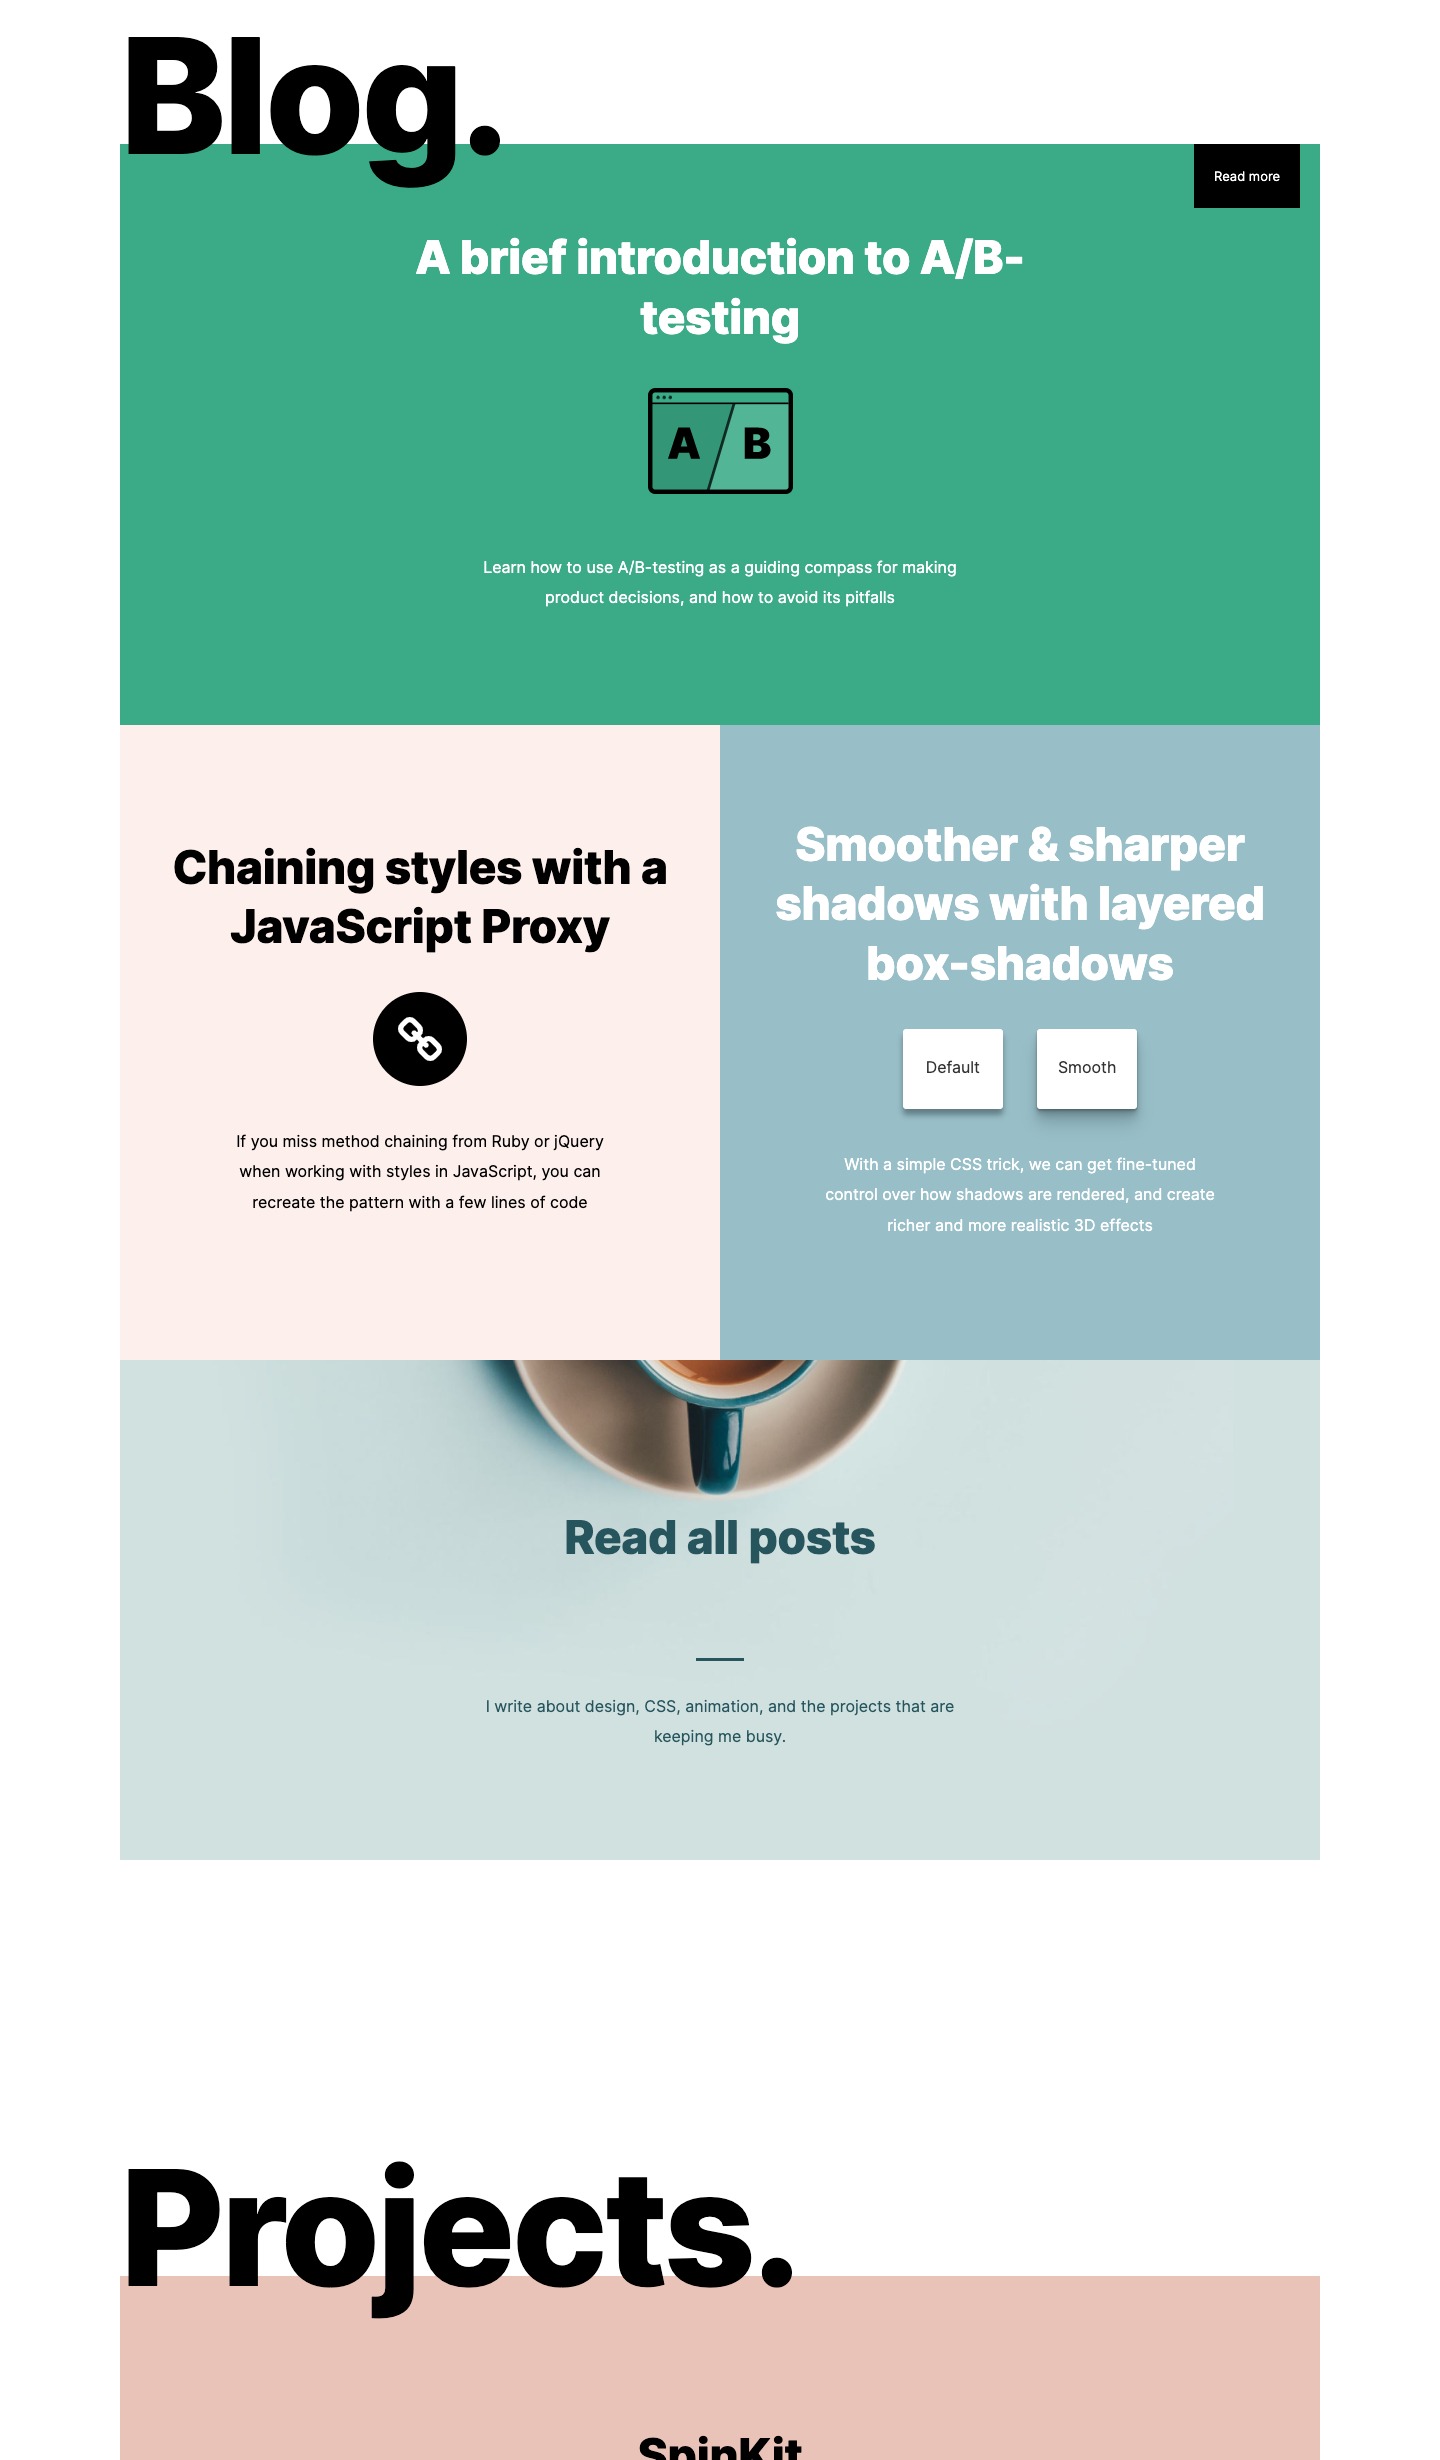 Blog.
Read more
A brief introduction to A/B-
testing
A B
Learn how to use A/B-testing as a guiding compass for making
product decisions, and how to avoid its pitfalls
Chaining styles with a
JavaScript Proxy
If you miss method chaining from Ruby or jQuery
when working with styles in JavaScript, you can
recreate the pattern with a few lines of code
Smoother & sharper
shadows with layered
box-shadows
Default Smooth
With a simple CSS trick, we can get fine-tuned
control over how shadows are rendered, and create
richer and more realistic 3D effects
Read all posts
I write about design, CSS, animation, and the projects that are
keeping me busy.
Projects.
SpinKit